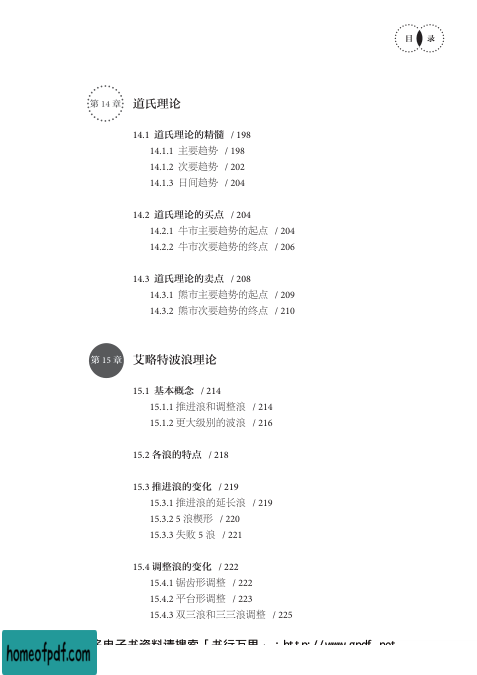 目 录
第 14 章 道氏理论
14.1 道氏理论的精髓 / 198
14.1.1 主要趋势 / 198
14.1.2 次要趋势 / 202
14.1.3 日间趋势 / 204
14.2 道氏理论的买点 / 204
14.2.1 牛市主要趋势的起点 / 204
14.2.2 牛市次要趋势的终点 / 206
14.3 道氏理论的卖点 / 208
14.3.1 熊市主要趋势的起点 / 209
14.3.2 熊市次要趋势的终点 / 210
第 15 章 艾略特波浪理论
15.1 基本概念 / 214
15.1.1 推进浪和调整浪 / 214
15.1.2 更大级别的波浪 / 216
15.2 各浪的特点 / 218
15.3 推进浪的变化 / 219
15.3.1 推进浪的延长浪 / 219
15.3.2 5 浪楔形 / 220
15.3.3 失败 5 浪 / 221
15.4 调整浪的变化 / 222
15.4.1 锯齿形调整 / 222
15.4.2 平台形调整 / 223
15.4.3 双三浪和三三浪调整 / 225
电子书资料请搜索「书行万里
homeofpdf.com